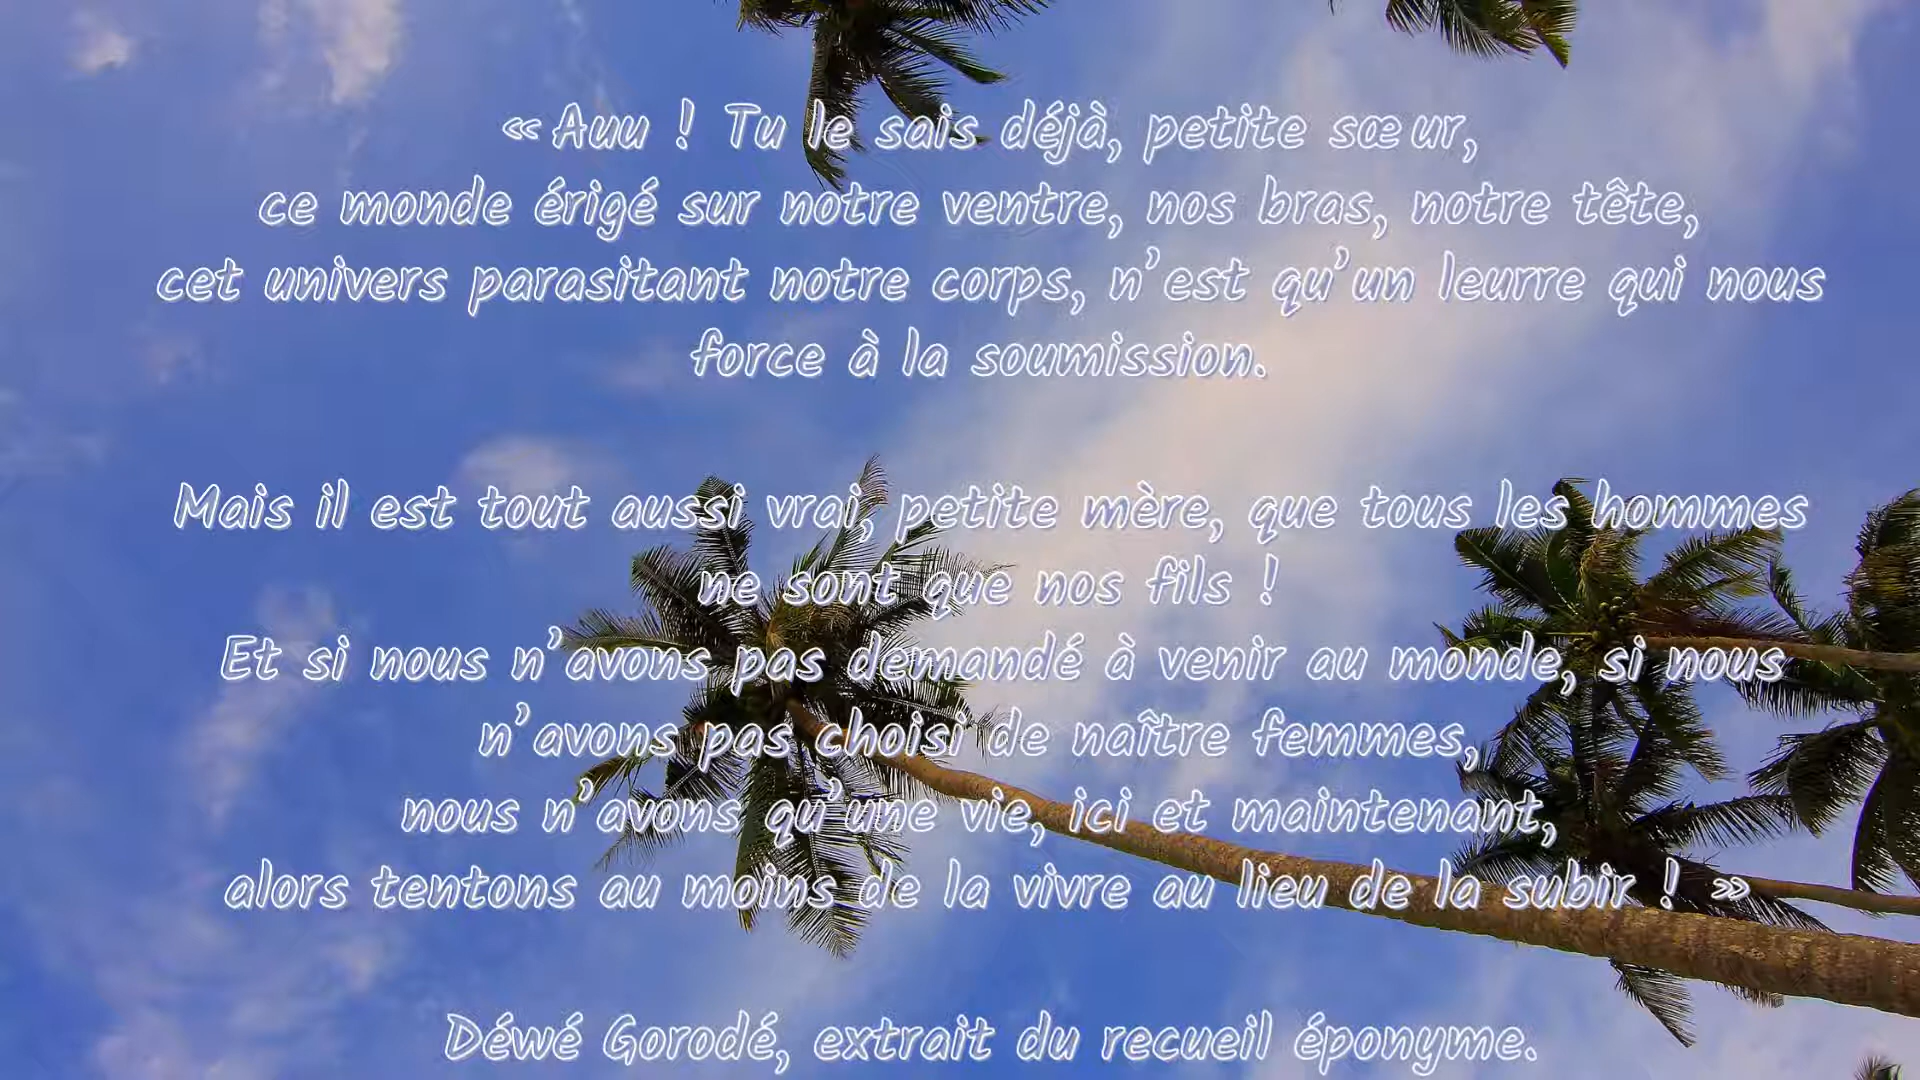 « Auu ! Tu le sais déjà, petite sœur,
ce monde érigé sur notre ventre, nos bras, notre tête,
cet univers parasitant notre corps, n’est qu’un leurre qui nous
force à la soumission.
Mais il est tout aussi vrai, petite mère, que tous les hommes
ne sont que nos fils !
Et si nous n’avons pas demandé à venir au monde, si nous
n’avons pas choisi de naître femmes,
nous n’avons qu’une vie, ici et maintenant,
alors tentons au moins de la vivre au lieu de la subir ! »
Déwé Gorodé, extrait du recueil éponyme.